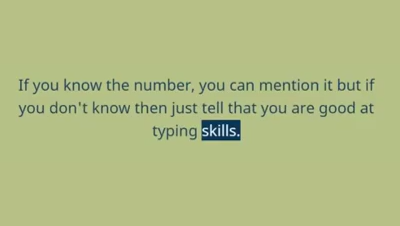 If you know the number, you can mention it but if
you don't know then just tell that you are good at
typing skills.